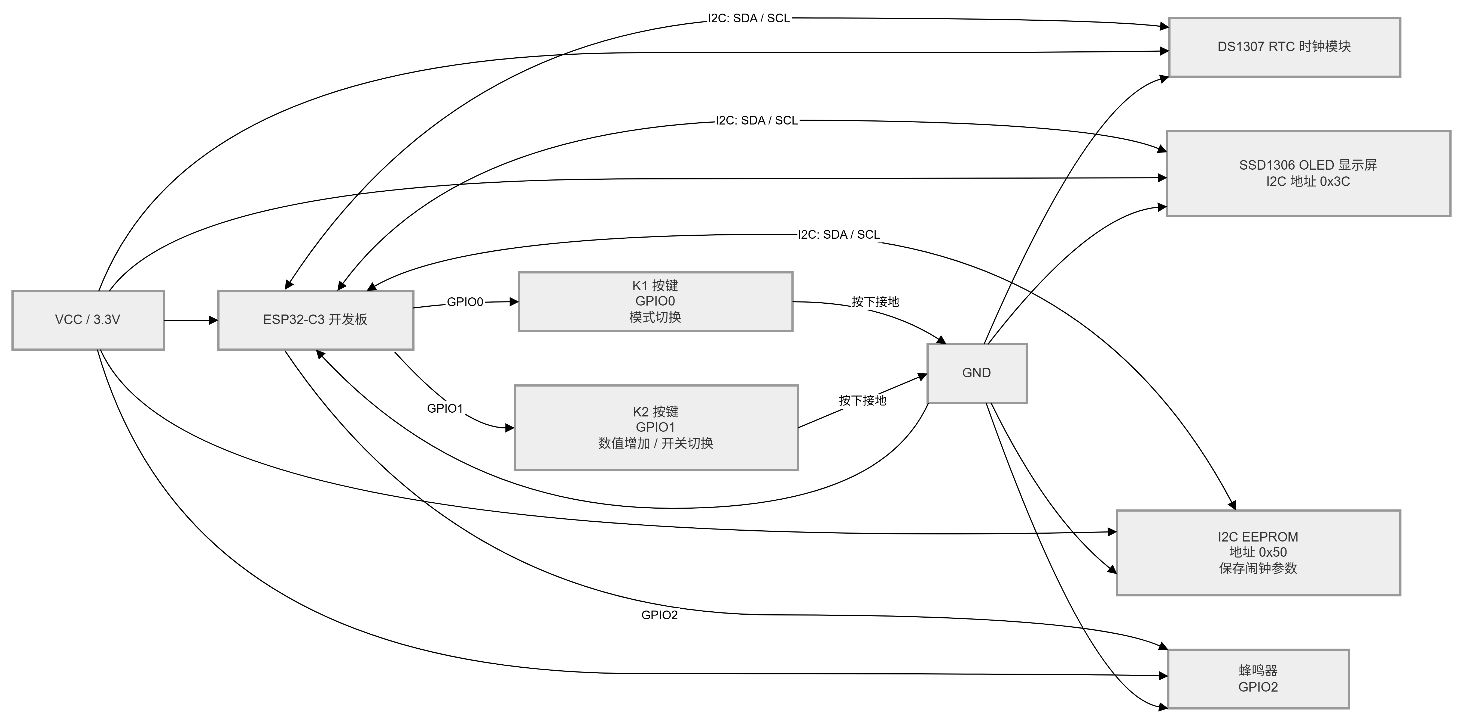 I2C: SDA / SCL
DS1307 RTC 时钟模块
I2C: SDA / SCL
SSD1306 OLED 显示屏
I2C 地址 0x3C
I2C: SDA / SCL
VCC / 3.3V
ESP32-C3 开发板
GPIO0
K1 按键
GPIO0
模式切换
按下接地
GND
GPIO1
K2 按键
GPIO1
数值增加 / 开关切换
按下接地
I2C EEPROM
地址 0x50
保存闹钟参数
GPIO2
蜂鸣器
GPIO2